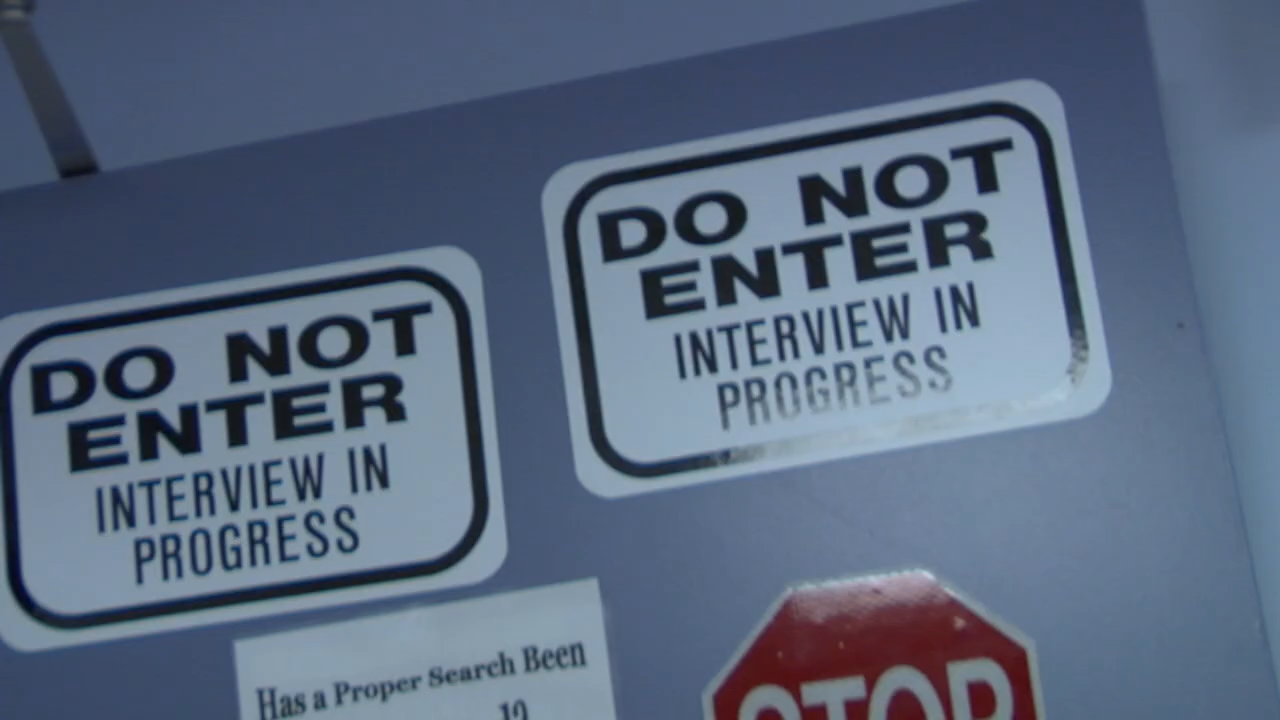 DO NOT
ENTER
INTERVIEW IN
PROGRESS
DO NOT
ENTER
INTERVIEW IN
PROGRESS
Has a Proper Search Been
STOP